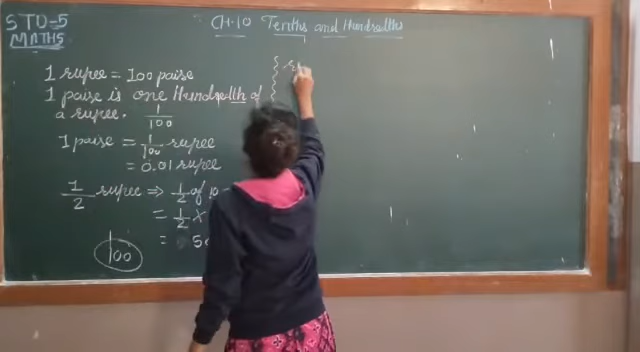 STD-5
MATHS
CH-10 Tenths and Hundredths
1 rupee = 100 paise
1 paise is one Hundredth of
a rupee. 1/100
1 paise = 1/100 rupee
= 0.01 rupee
1/2 rupee ⇒ 1/2 of
= 1/2 ×
= 5
100